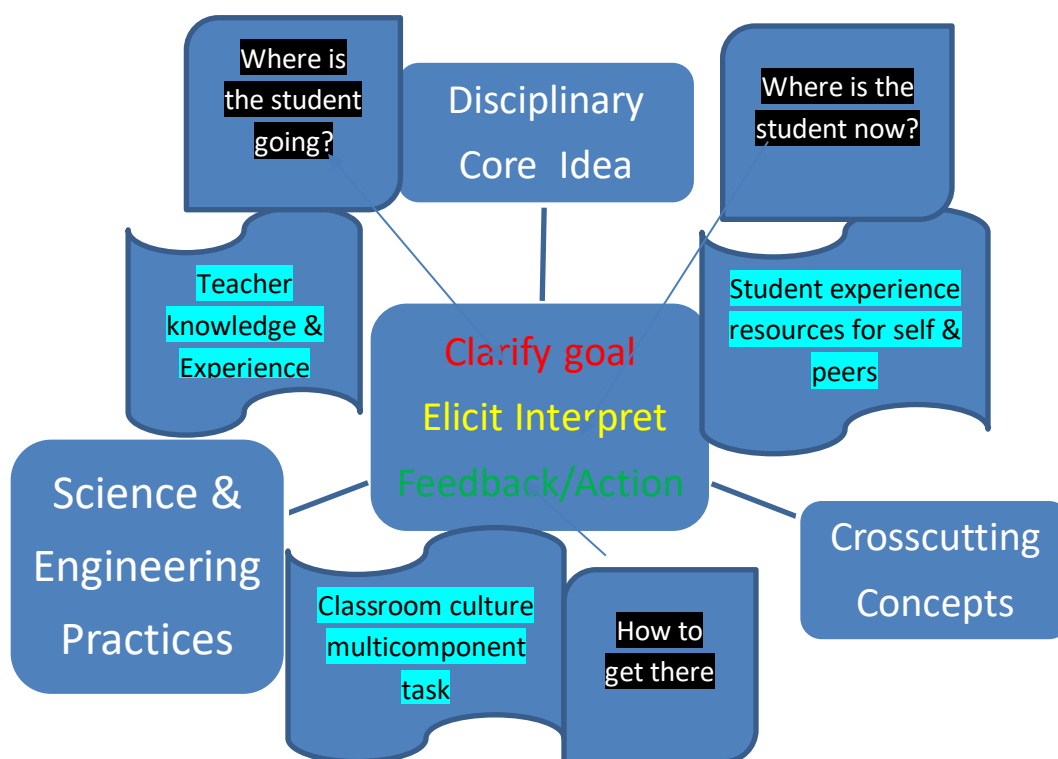 Where is
the student
going?
Disciplinary
Core Idea
Where is the
student now?
Teacher
knowledge &
Experience
Student experience
resources for self &
peers
Clarify goal
Elicit Interpret
Feedback/Action
Science &
Engineering
Practices
Crosscutting
Concepts
Classroom culture
multicomponent
task
How to
get there